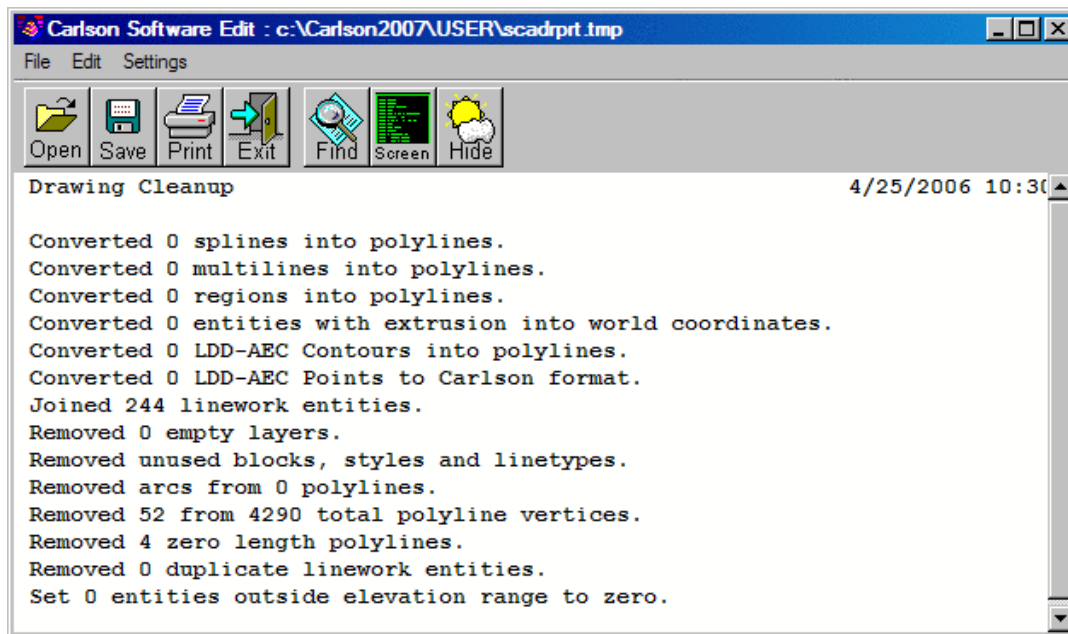 Carlson Software Edit : c:\Carlson2007\USER\scadrprt.tmp
File Edit Settings
Open Save Print Exit Find Screen Hide
Drawing Cleanup 4/25/2006
Converted 0 splines into polylines.
Converted 0 multilines into polylines.
Converted 0 regions into polylines.
Converted 0 entities with extrusion into world coordinates.
Converted 0 LDD-AEC Contours into polylines.
Converted 0 LDD-AEC Points to Carlson format.
Joined 244 linework entities.
Removed 0 empty layers.
Removed unused blocks, styles and linetypes.
Removed arcs from 0 polylines.
Removed 52 from 4290 total polyline vertices.
Removed 4 zero length polylines.
Removed 0 duplicate linework entities.
Set 0 entities outside elevation range to zero.